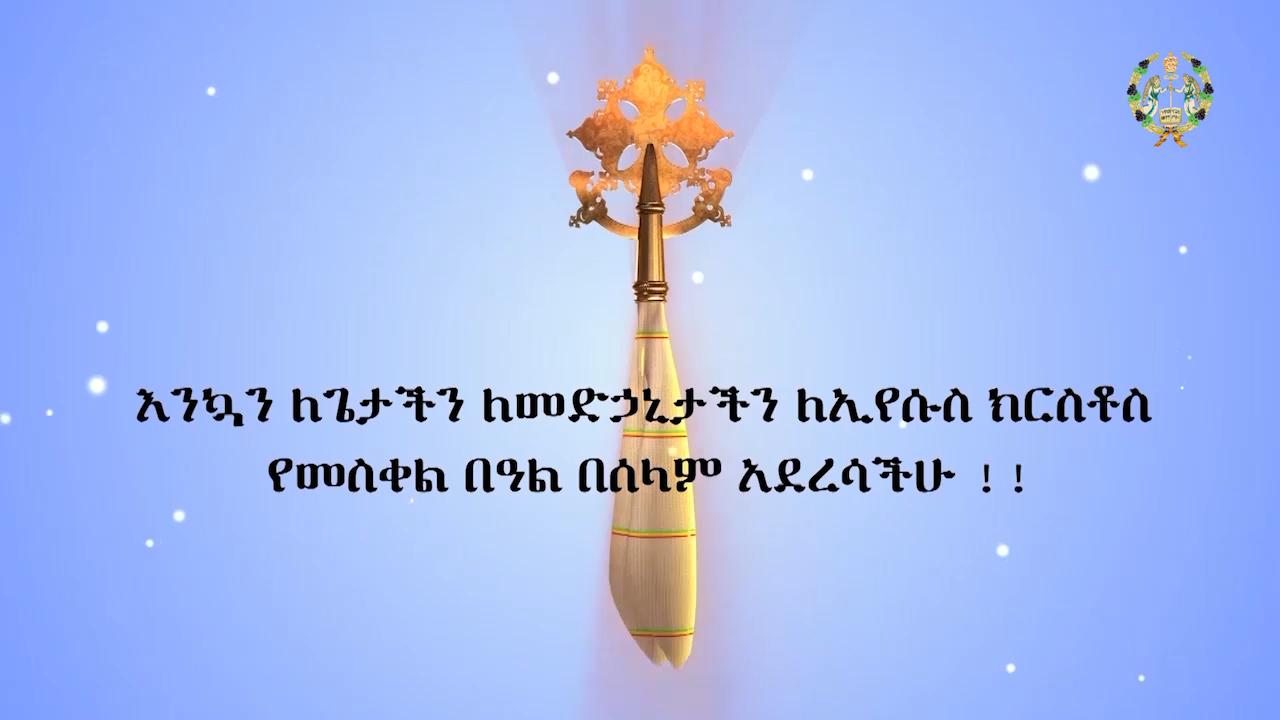 እንኳን ለጌታችን ለመድኃኒታችን ለኢየሱስ ክርስቶስ
የመስቀል በዓል በሰላም አደረሳችሁ ! !